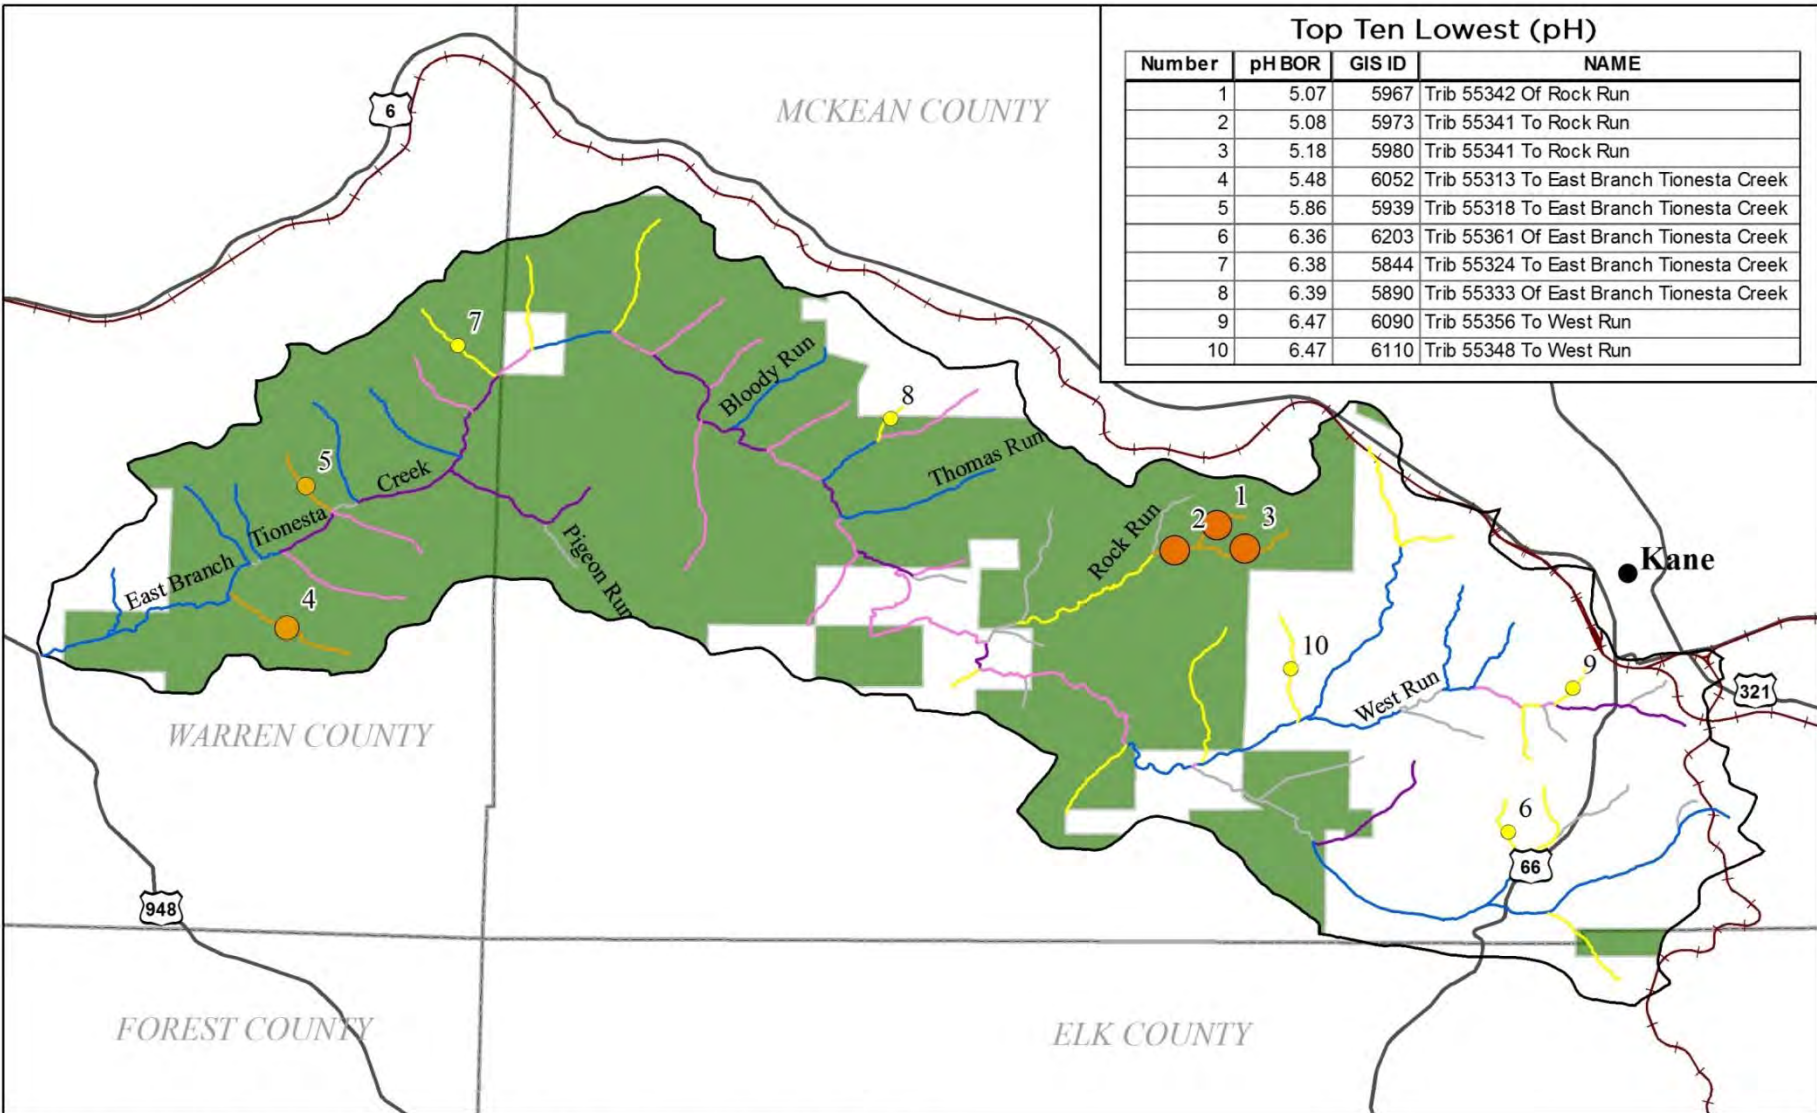 Top Ten Lowest (pH)
Number pH BOR GIS ID NAME
1 5.07 5967 Trib 55342 Of Rock Run
2 5.08 5973 Trib 55341 To Rock Run
3 5.18 5980 Trib 55341 To Rock Run
4 5.48 6052 Trib 55313 To East Branch Tionesta Creek
5 5.86 5939 Trib 55318 To East Branch Tionesta Creek
6 6.36 6203 Trib 55361 Of East Branch Tionesta Creek
7 6.38 5844 Trib 55324 To East Branch Tionesta Creek
8 6.39 5890 Trib 55333 Of East Branch Tionesta Creek
9 6.47 6090 Trib 55356 To West Run
10 6.47 6110 Trib 55348 To West Run
6
MCKEAN COUNTY
7
Bloody Run
8
5
Creek
Thomas Run
Tionesta
1
2
3
Rock Run
Pigeon Run
Kane
East Branch
4
10
9
West Run
321
WARREN COUNTY
6
66
948
FOREST COUNTY
ELK COUNTY